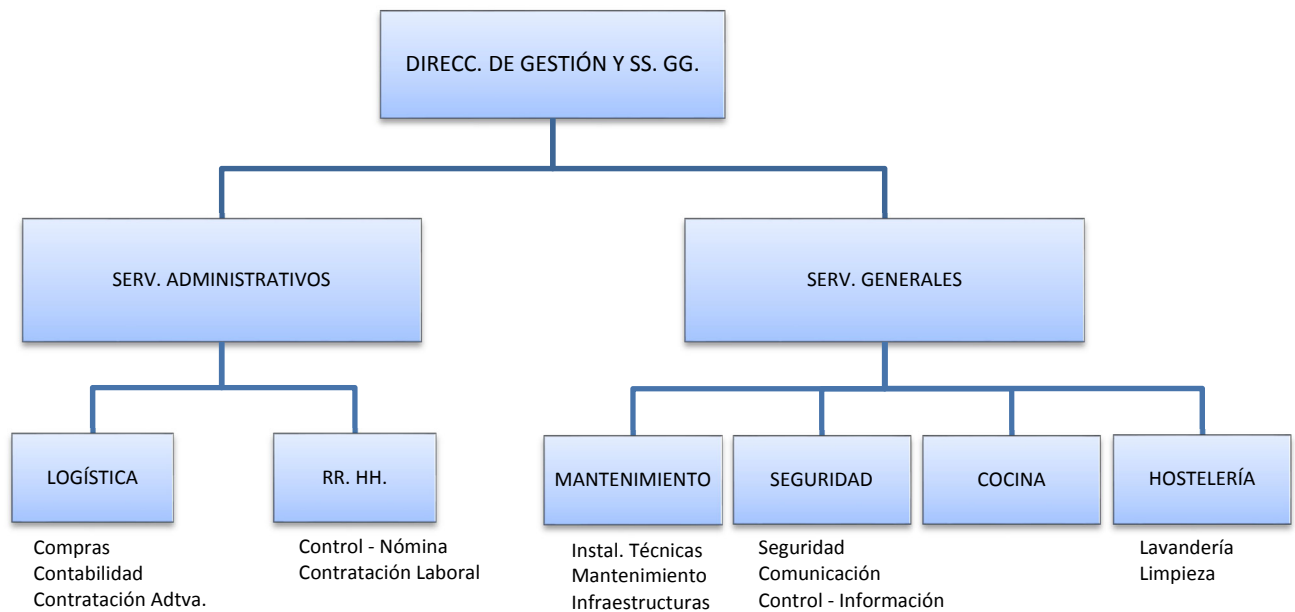 DIRECC. DE GESTIÓN Y SS. GG.
SERV. ADMINISTRATIVOS
SERV. GENERALES
LOGÍSTICA
RR. HH.
MANTENIMIENTO
SEGURIDAD
COCINA
HOSTELERÍA
Compras
Contabilidad
Contratación Adtva.
Control - Nómina
Contratación Laboral
Instal. Técnicas
Mantenimiento
Infraestructuras
Seguridad
Comunicación
Control - Información
Lavandería
Limpieza